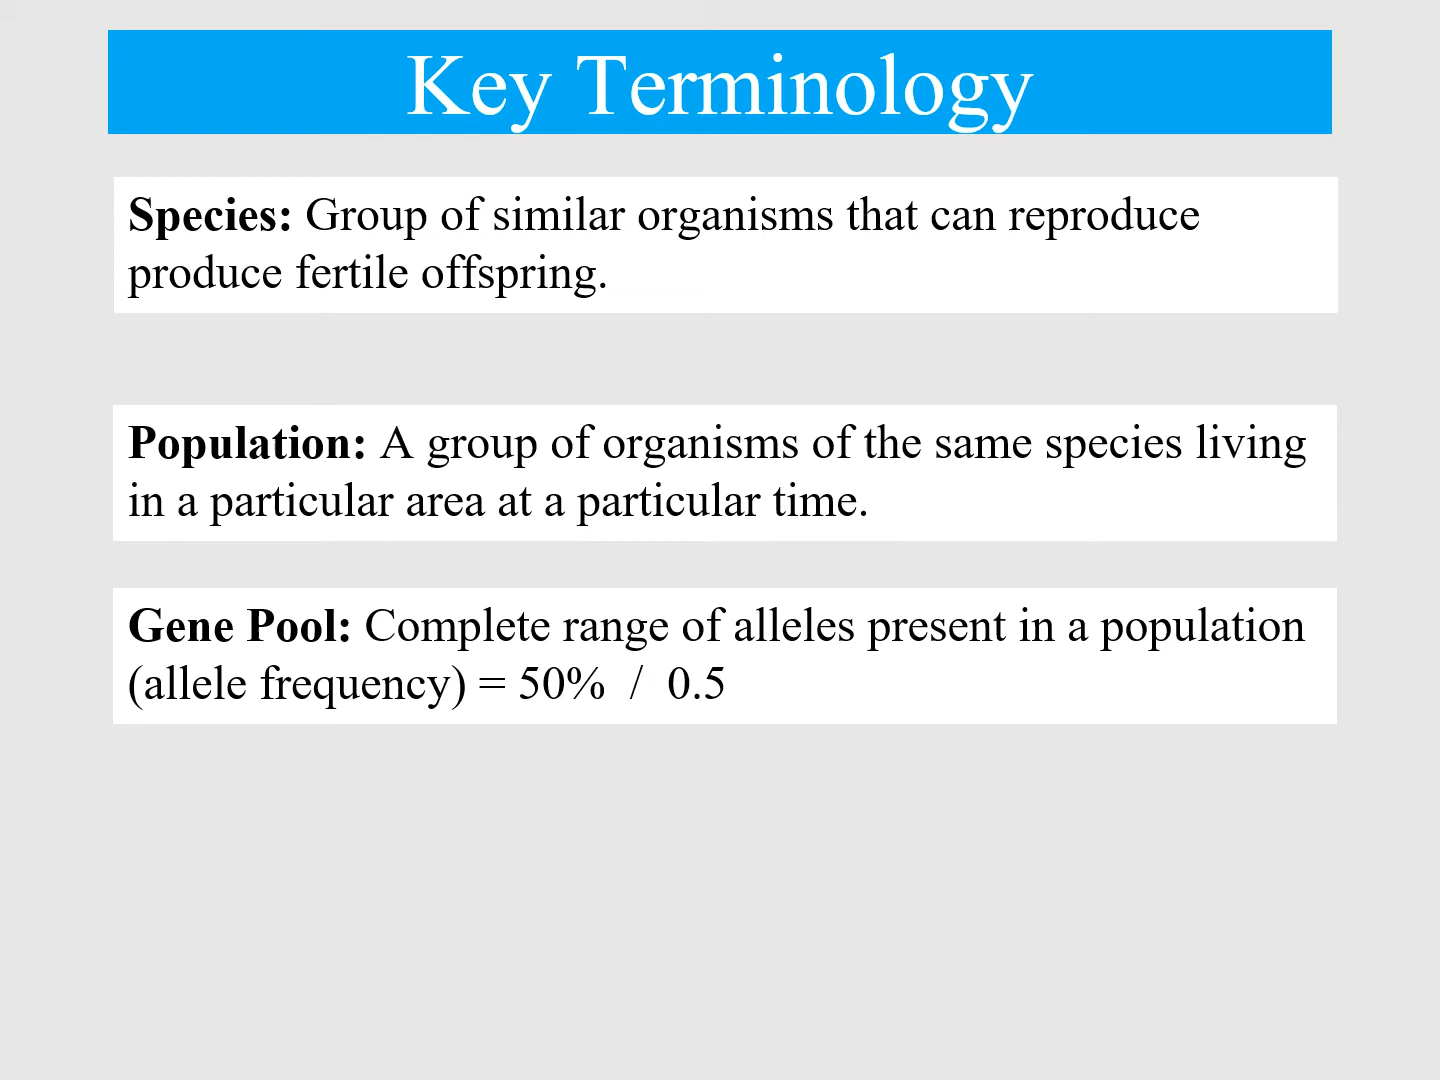 Key Terminology
Species: Group of similar organisms that can reproduce
produce fertile offspring.
Population: A group of organisms of the same species living
in a particular area at a particular time.
Gene Pool: Complete range of alleles present in a population
(allele frequency) = 50%  /  0.5